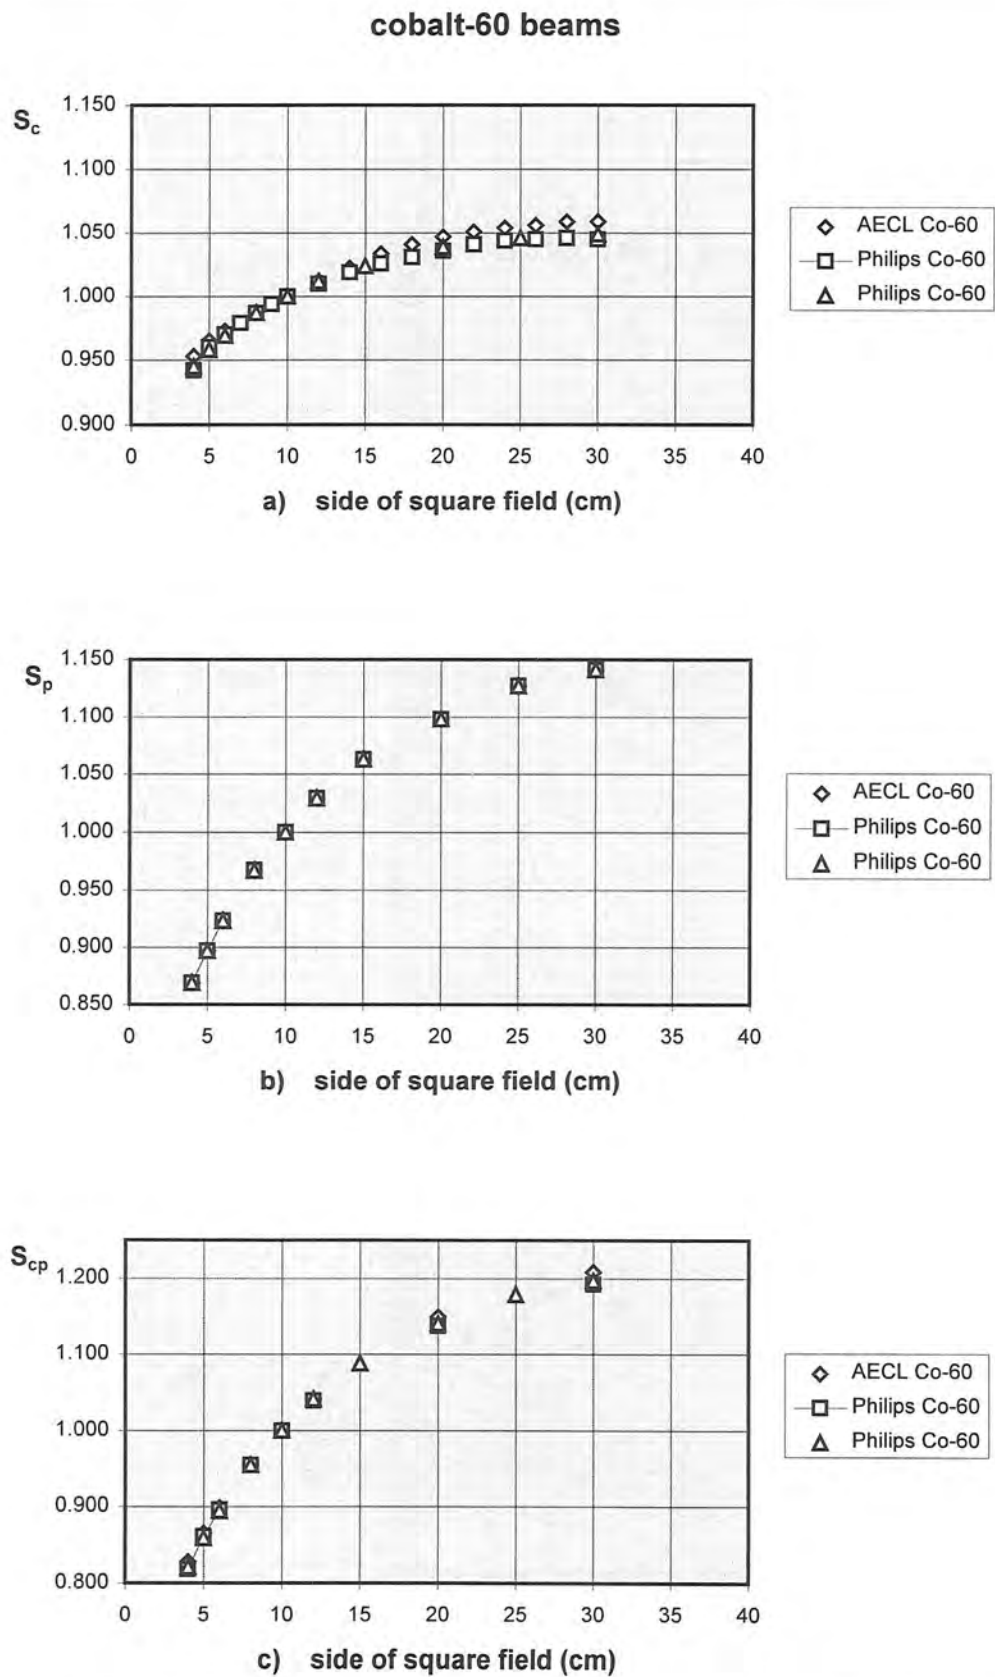 cobalt-60 beams
Sc
1.150
1.100
1.050
1.000
0.950
0.900
0 5 10 15 20 25 30 35 40
a) side of square field (cm)
AECL Co-60
Philips Co-60
Philips Co-60
Sp
1.150
1.100
1.050
1.000
0.950
0.900
0.850
0 5 10 15 20 25 30 35 40
b) side of square field (cm)
AECL Co-60
Philips Co-60
Philips Co-60
Scp
1.200
1.100
1.000
0.900
0.800
0 5 10 15 20 25 30 35 40
c) side of square field (cm)
AECL Co-60
Philips Co-60
Philips Co-60